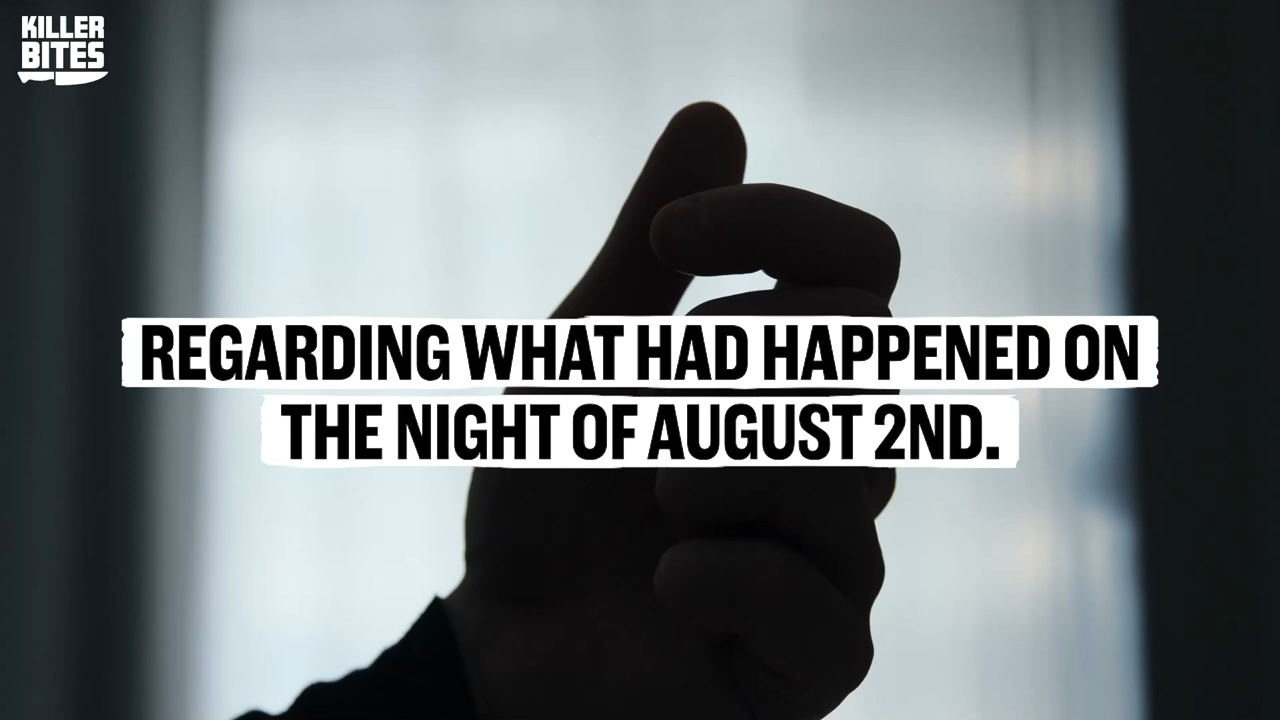 KILLER
BITES
REGARDING WHAT HAD HAPPENED ON
THE NIGHT OF AUGUST 2ND.